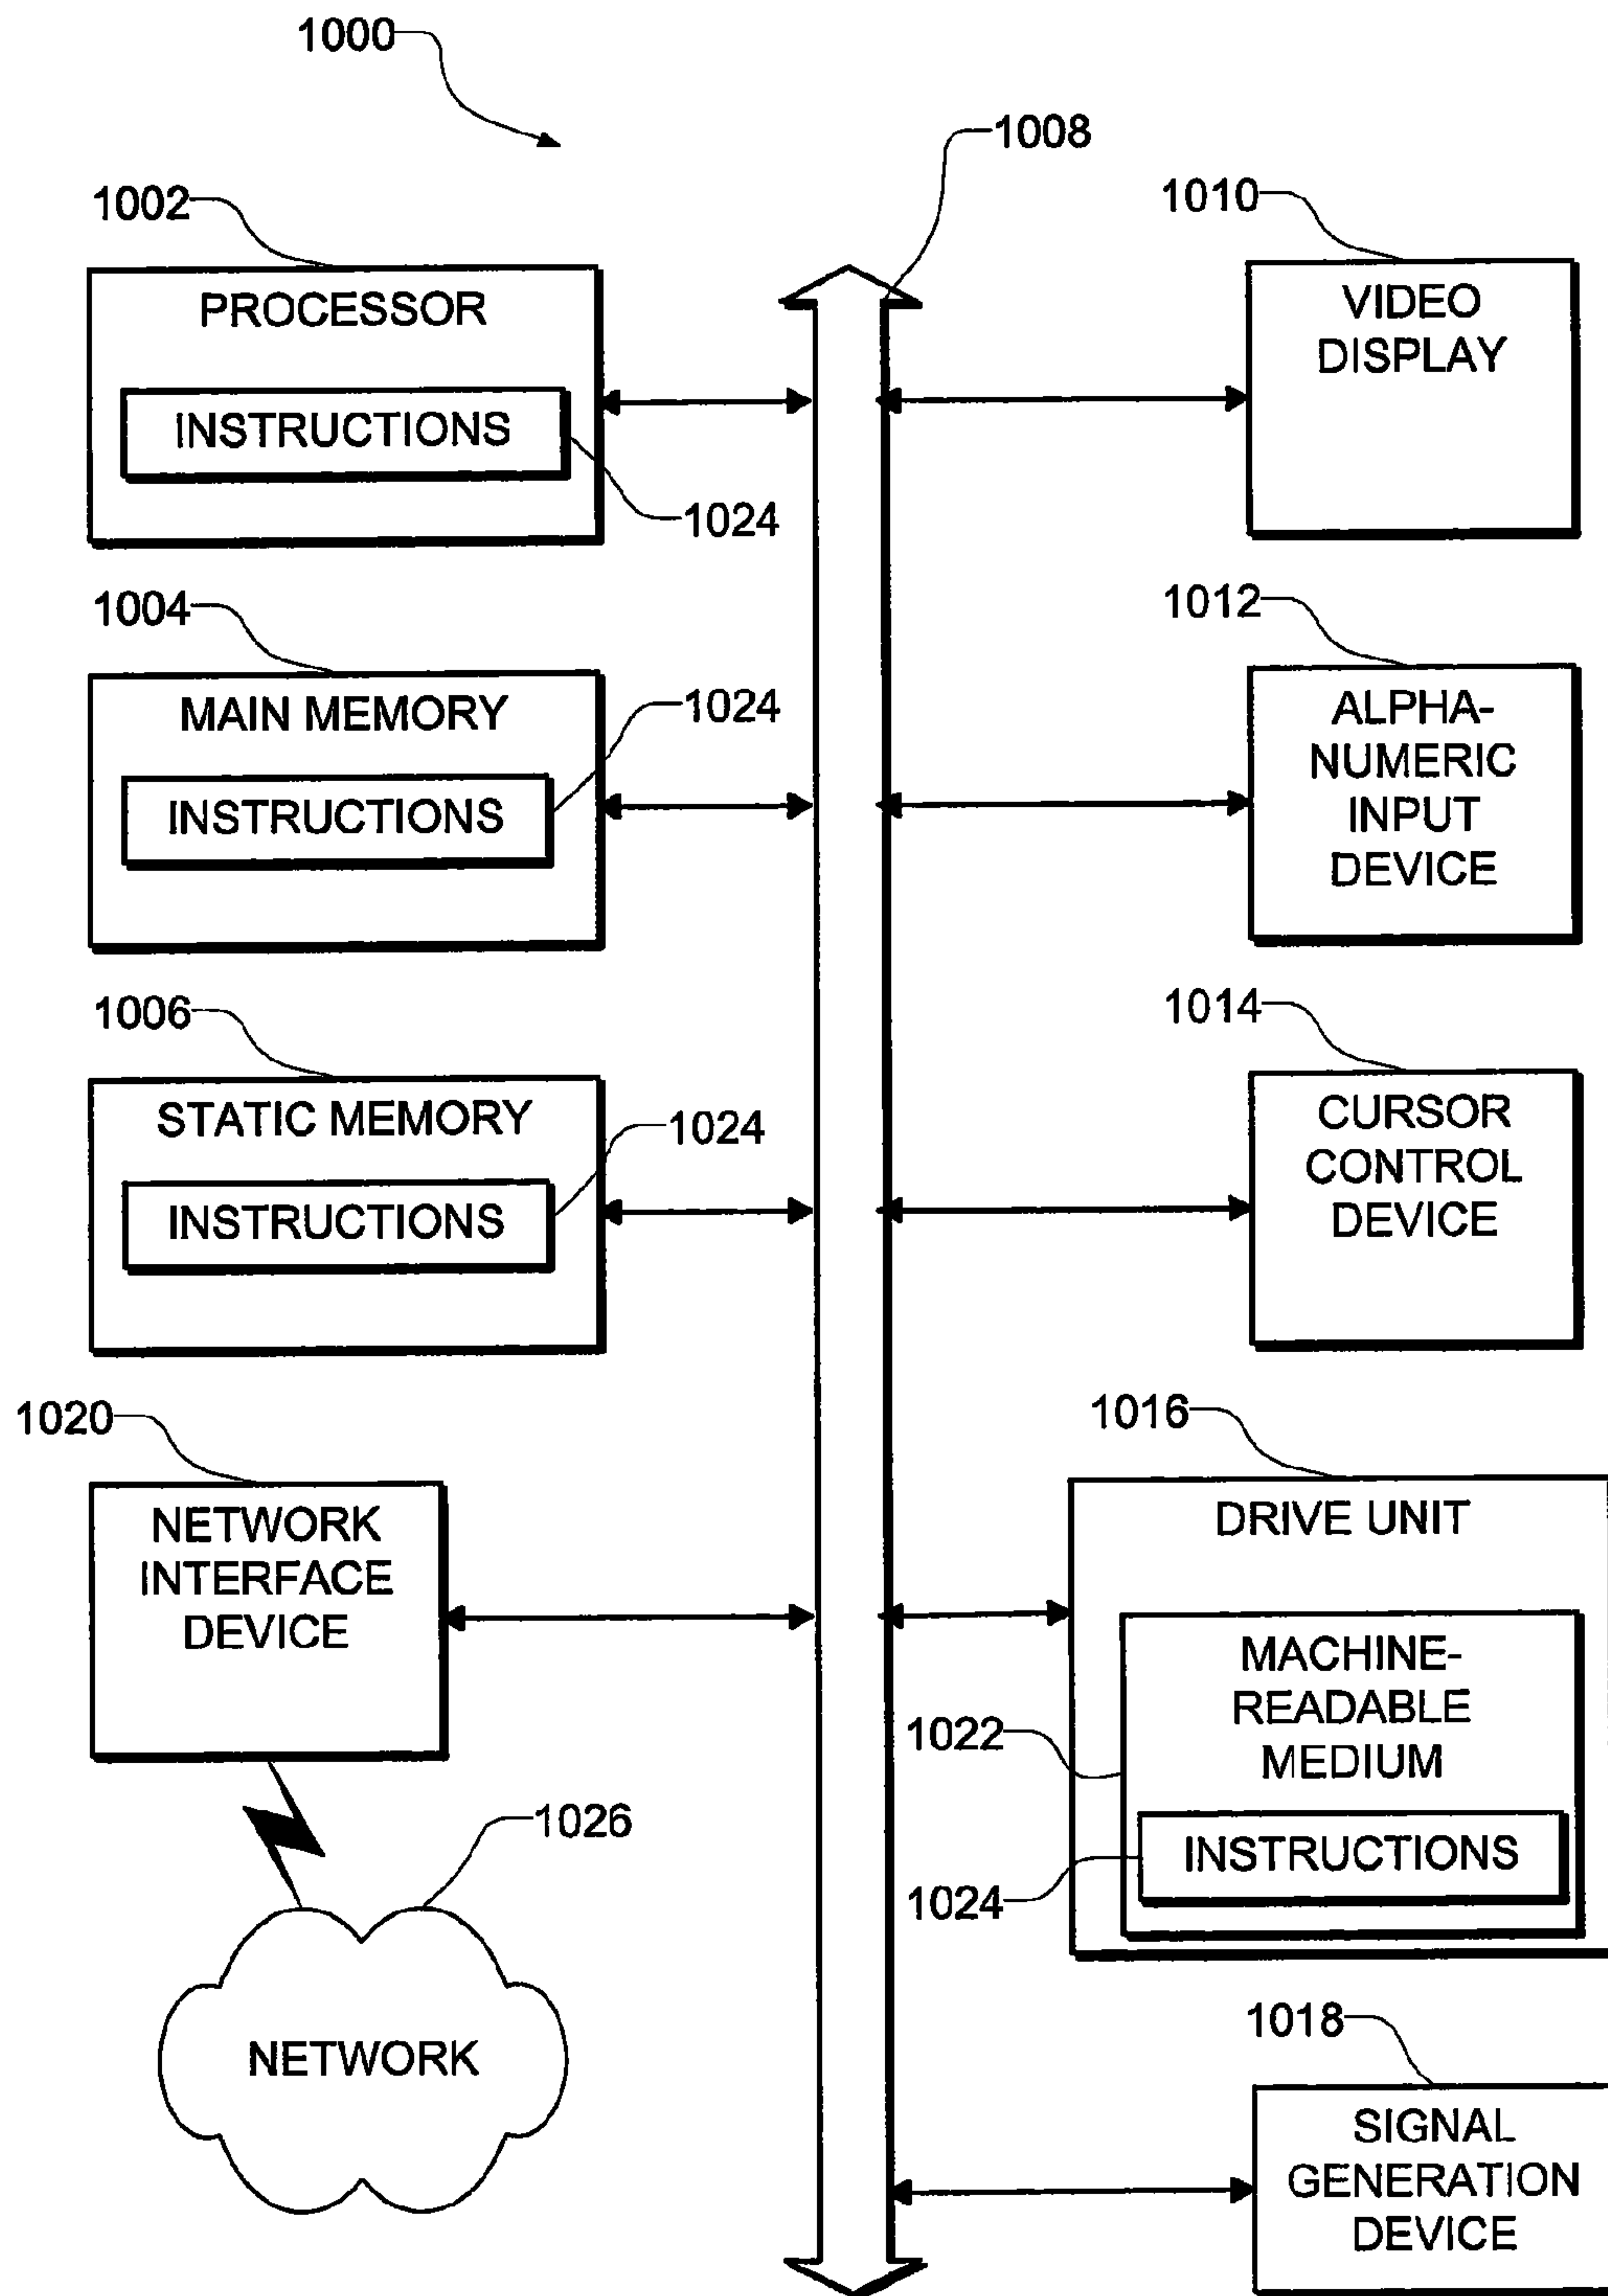 1000
1008
1002
PROCESSOR
INSTRUCTIONS
1024
1010
VIDEO
DISPLAY
1004
MAIN MEMORY
1024
INSTRUCTIONS
1012
ALPHA-
NUMERIC
INPUT
DEVICE
1006
STATIC MEMORY
1024
INSTRUCTIONS
1014
CURSOR
CONTROL
DEVICE
1020
NETWORK
INTERFACE
DEVICE
1016
DRIVE UNIT
MACHINE-
READABLE
MEDIUM
1022
INSTRUCTIONS
1024
1026
NETWORK
1018
SIGNAL
GENERATION
DEVICE